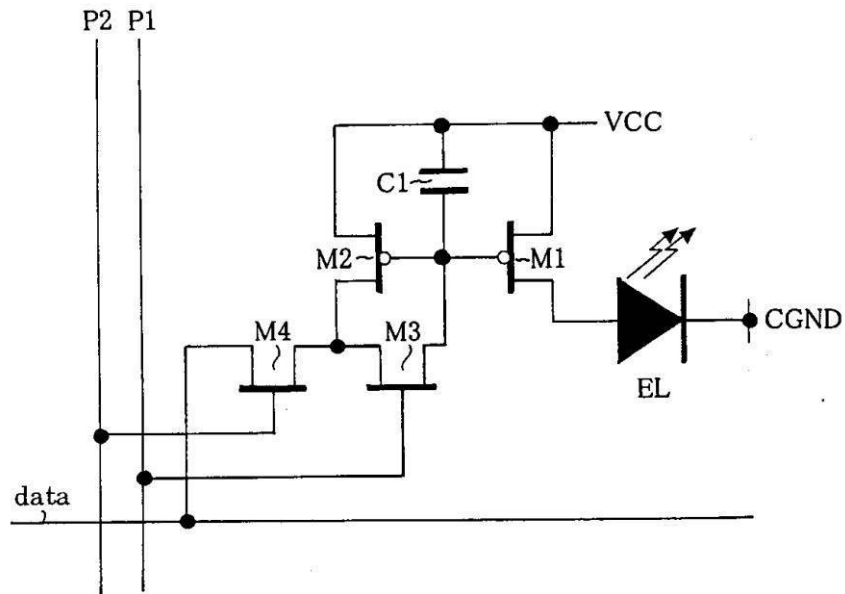 P2 P1
VCC
C1
M2
M1
M4
M3
CGND
EL
data